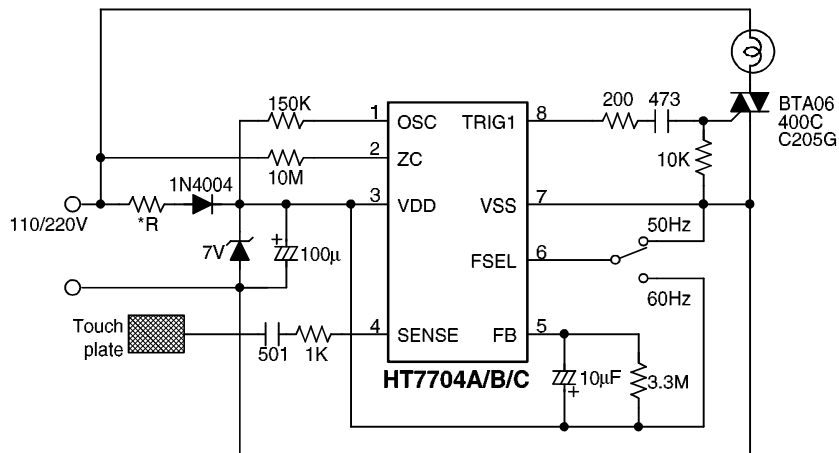 BTA06
400C
C205G
150K
1
OSC
TRIG1
8
200
473
10M
2
ZC
10K
1N4004
3
VDD
VSS
7
110/220V
*R
50Hz
7V
+
100μ
FSEL
6
60Hz
Touch
plate
501
1K
4
SENSE
FB
5
10μF
+
3.3M
HT7704A/B/C